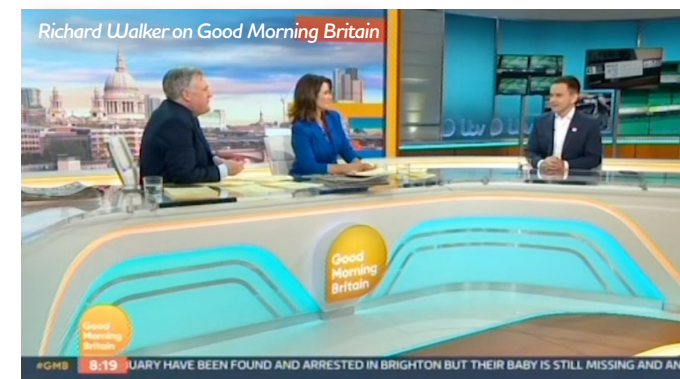 Richard Walker on Good Morning Britain
itv
Good
Morning
Britain
Good
Morning
Britain
#GMB 8:19 UARY HAVE BEEN FOUND AND ARRESTED IN BRIGHTON BUT THEIR BABY IS STILL MISSING AND AN